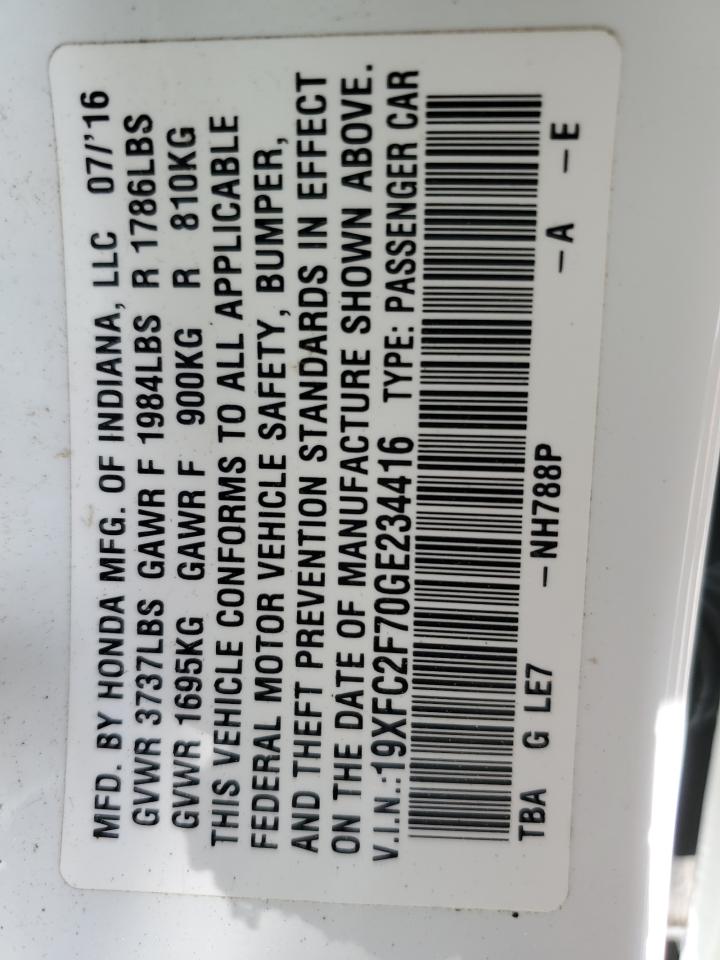 MFD. BY HONDA MFG. OF INDIANA, LLC 07/'16
GVWR 3737LBS GAWR F 1984LBS R 1786LBS
GVWR 1695KG GAWR F 900KG R 810KG
THIS VEHICLE CONFORMS TO ALL APPLICABLE
FEDERAL MOTOR VEHICLE SAFETY, BUMPER,
AND THEFT PREVENTION STANDARDS IN EFFECT
ON THE DATE OF MANUFACTURE SHOWN ABOVE.
V.I.N.:19XFC2F70GE234416 TYPE: PASSENGER CAR
TBA G LE7 –NH788P –A –E